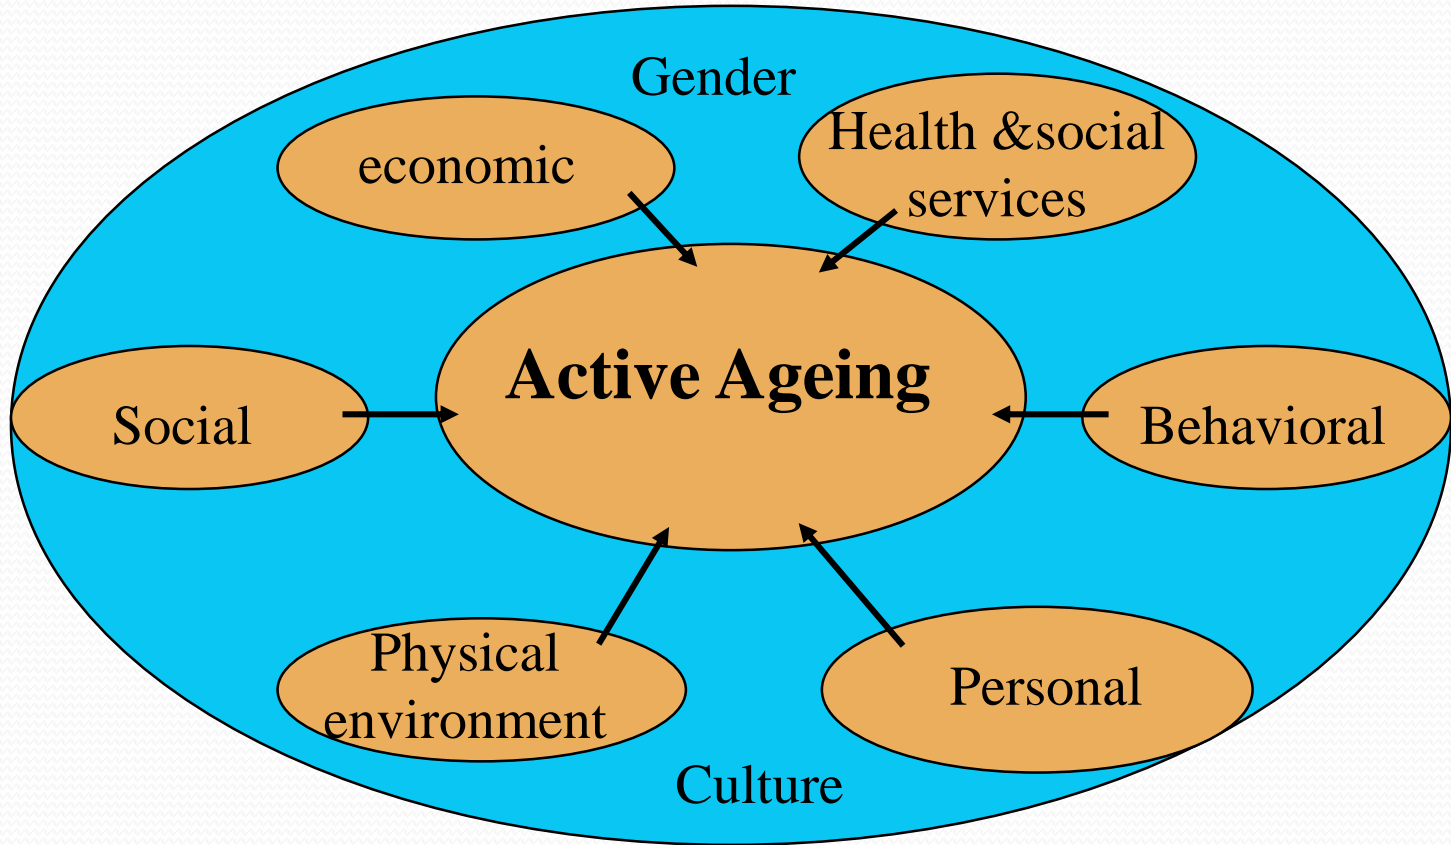 Gender
economic
Health &social
services
Active Ageing
Social
Behavioral
Physical
environment
Personal
Culture